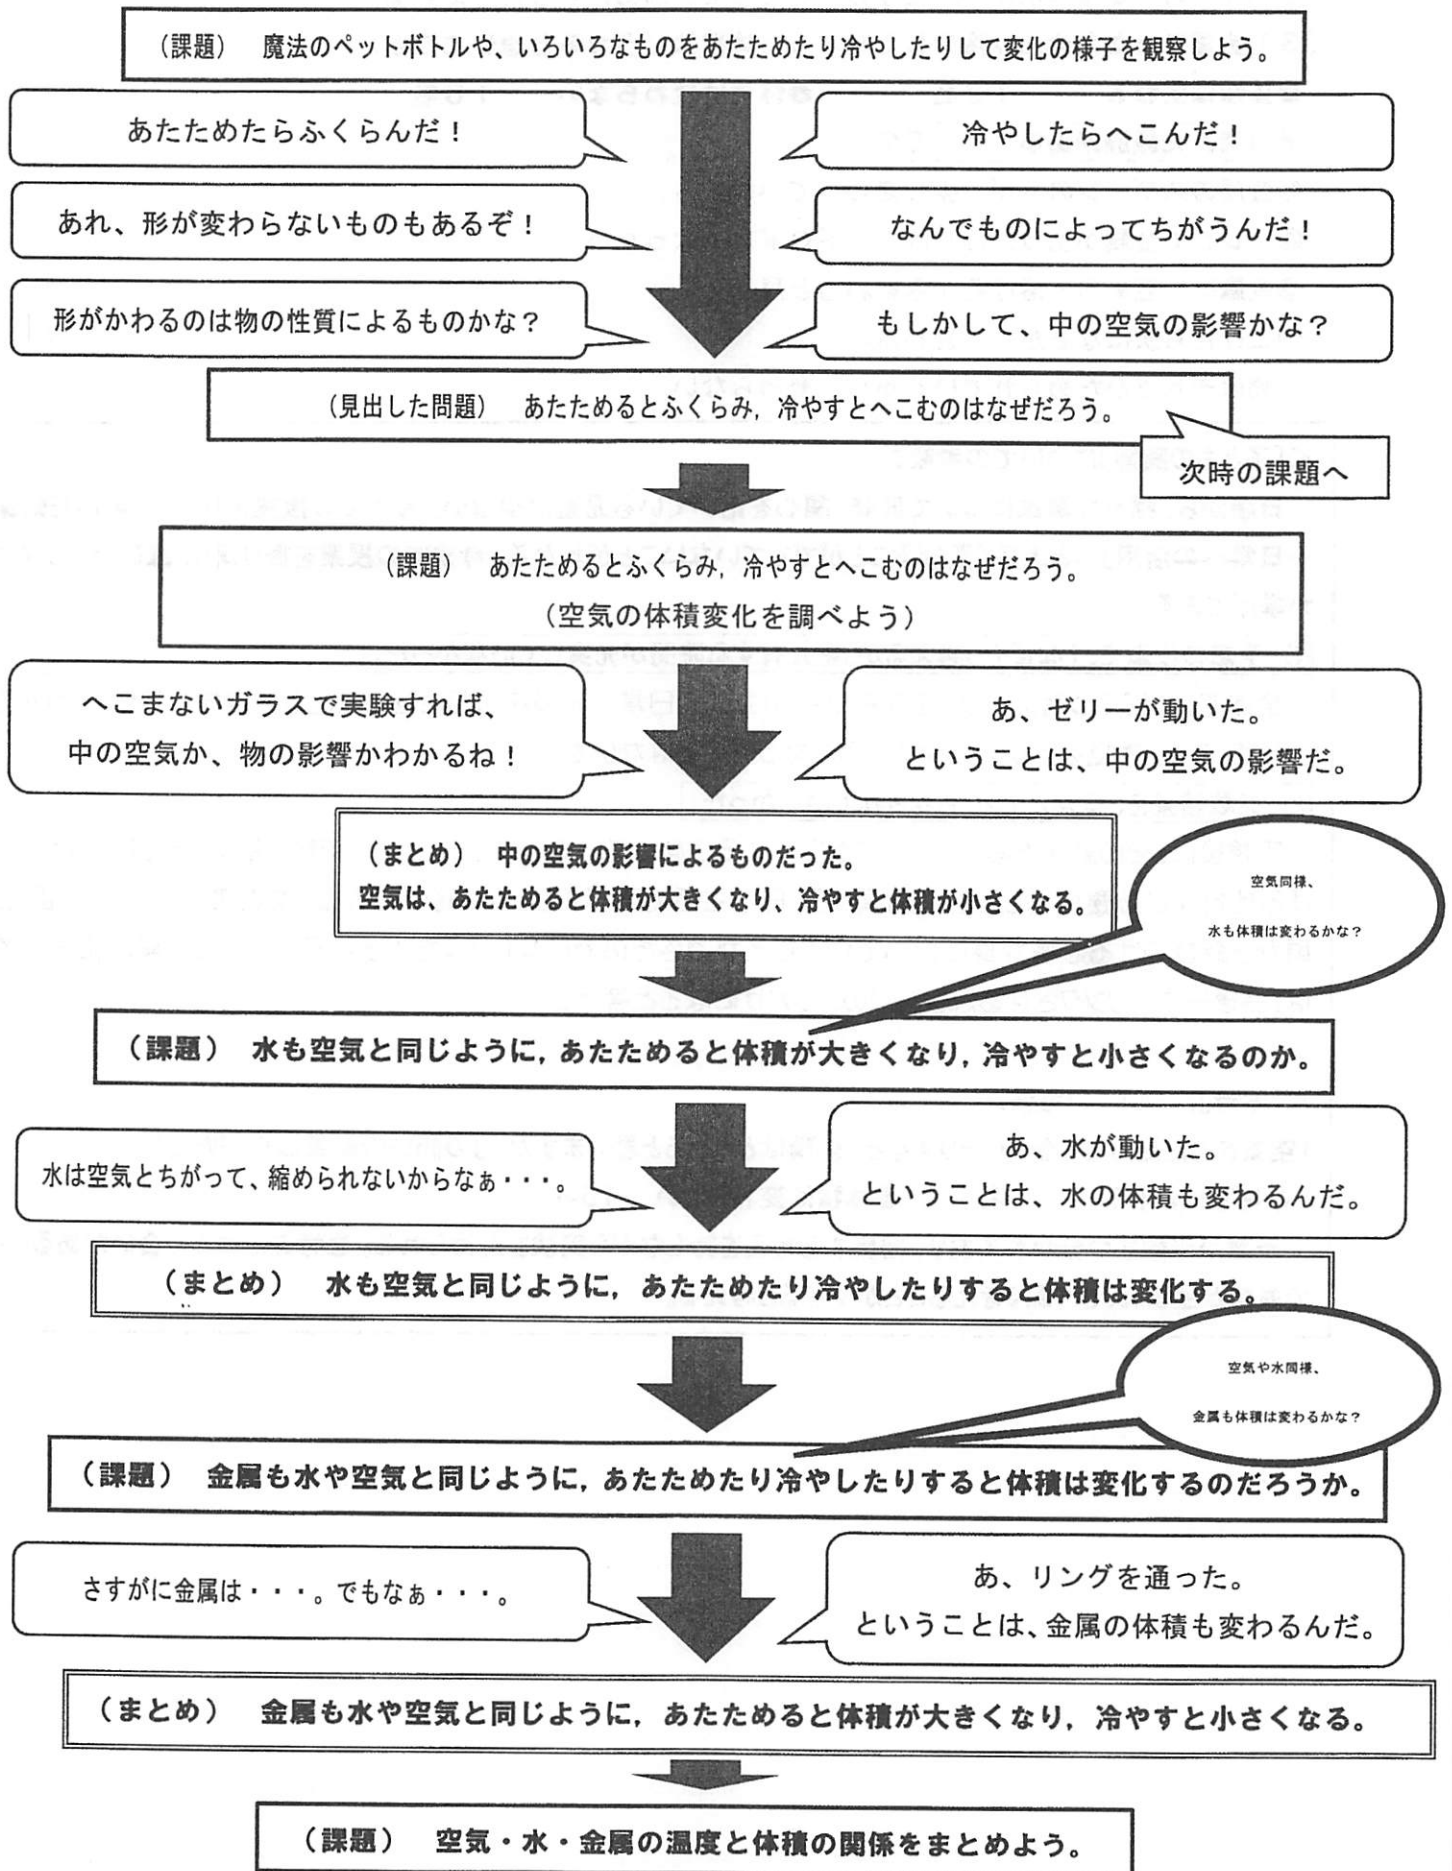 （課題）　魔法のペットボトルや、いろいろなものをあたためたり冷やしたりして変化の様子を観察しよう。
あたためたらふくらんだ！
冷やしたらへこんだ！
あれ、形が変わらないものもあるぞ！
なんでものによってちがうんだ！
形がかわるのは物の性質によるものかな？
もしかして、中の空気の影響かな？
（見出した問題）　あたためるとふくらみ，冷やすとへこむのはなぜだろう。
次時の課題へ
（課題）　あたためるとふくらみ，冷やすとへこむのはなぜだろう。
（空気の体積変化を調べよう）
へこまないガラスで実験すれば、
中の空気か、物の影響かわかるね！
あ、ゼリーが動いた。
ということは、中の空気の影響だ。
（まとめ）　中の空気の影響によるものだった。
空気は、あたためると体積が大きくなり、冷やすと体積が小さくなる。
空気同様、
水も体積は変わるかな？
（課題）　水も空気と同じように，あたためると体積が大きくなり，冷やすと小さくなるのか。
水は空気とちがって、縮められないからなぁ・・・。
あ、水が動いた。
ということは、水の体積も変わるんだ。
（まとめ）　水も空気と同じように，あたためたり冷やしたりすると体積は変化する。
空気や水同様、
金属も体積は変わるかな？
（課題）　金属も水や空気と同じように，あたためたり冷やしたりすると体積は変化するのだろうか。
さすがに金属は・・・。でもなぁ・・・。
あ、リングを通った。
ということは、金属の体積も変わるんだ。
（まとめ）　金属も水や空気と同じように，あたためると体積が大きくなり，冷やすと小さくなる。
（課題）　空気・水・金属の温度と体積の関係をまとめよう。